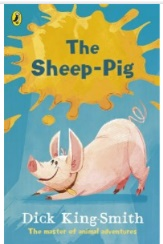 The
Sheep-Pig
Dick King Smith
The master of animal adventures